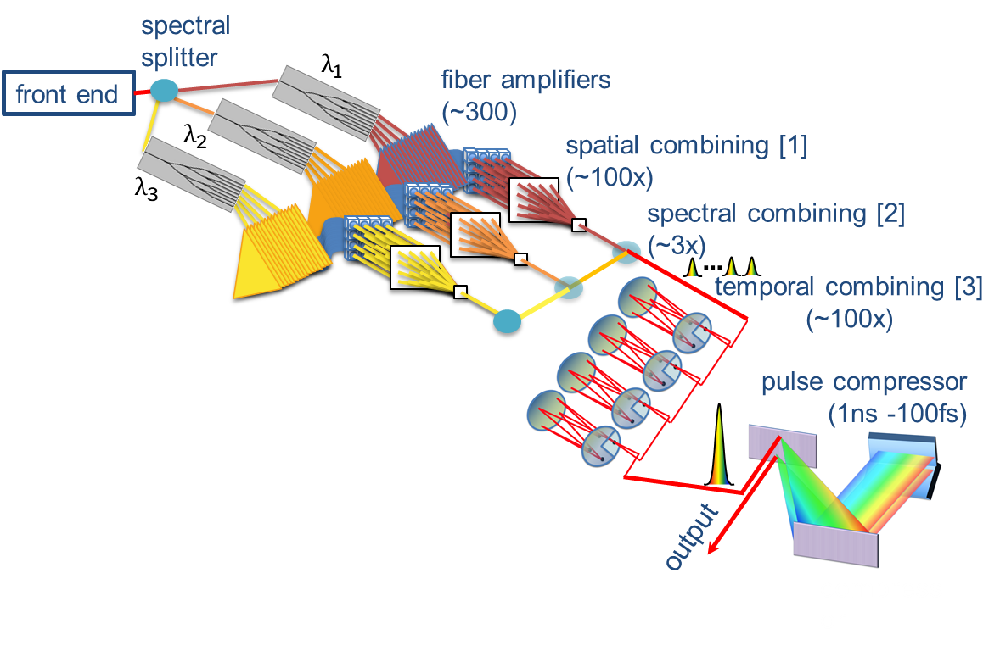 spectral
splitter
front end
λ1
λ2
λ3
fiber amplifiers
(~300)
spatial combining [1]
(~100x)
spectral combining [2]
(~3x)
...
temporal combining [3]
(~100x)
pulse compressor
(1ns -100fs)
output